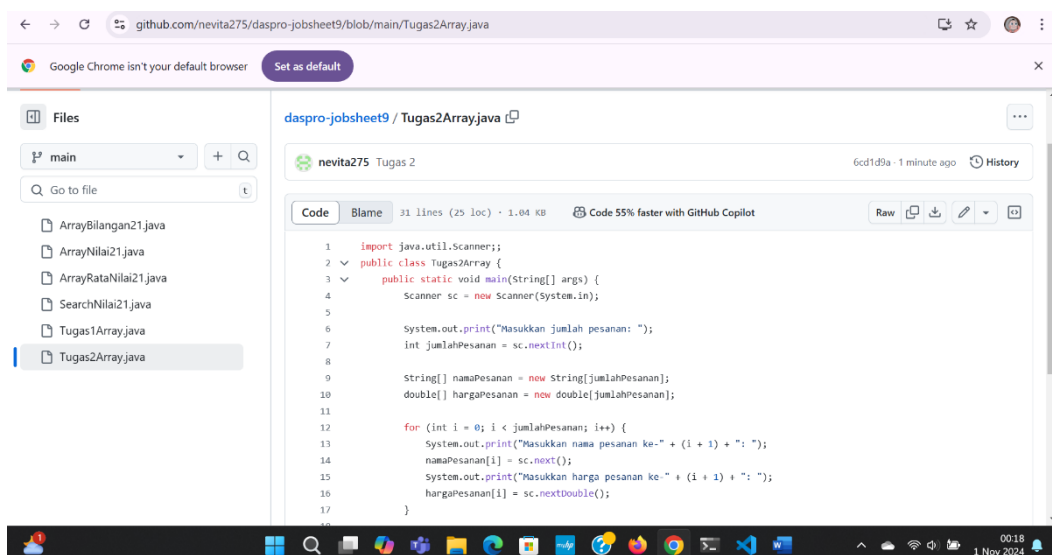 github.com/nevita275/daspro-jobsheet9/blob/main/Tugas2Array.java
Google Chrome isn't your default browser Set as default
Files
main
Go to file t
ArrayBilangan21.java
ArrayNilai21.java
ArrayRataNilai21.java
SearchNilai21.java
Tugas1Array.java
Tugas2Array.java
daspro-jobsheet9 / Tugas2Array.java
nevita275 Tugas 2 6cd1d9a · 1 minute ago History
Code Blame 31 lines (25 loc) · 1.04 KB Code 55% faster with GitHub Copilot Raw
1 import java.util.Scanner;;
2 public class Tugas2Array {
3 public static void main(String[] args) {
4 Scanner sc = new Scanner(System.in);
5
6 System.out.print("Masukkan jumlah pesanan: ");
7 int jumlahPesanan = sc.nextInt();
8
9 String[] namaPesanan = new String[jumlahPesanan];
10 double[] hargaPesanan = new double[jumlahPesanan];
11
12 for (int i = 0; i < jumlahPesanan; i++) {
13 System.out.print("Masukkan nama pesanan ke-" + (i + 1) + ": ");
14 namaPesanan[i] = sc.next();
15 System.out.print("Masukkan harga pesanan ke-" + (i + 1) + ": ");
16 hargaPesanan[i] = sc.nextDouble();
17 }
00:18
1 Nov 2024